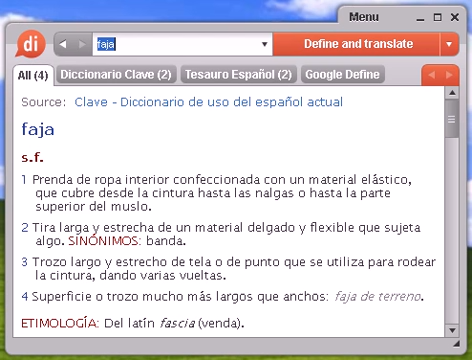 Menu
di
faja
Define and translate
All (4)
Diccionario Clave (2)
Tesauro Español (2)
Google Define
Source: Clave - Diccionario de uso del español actual
faja
s.f.
1 Prenda de ropa interior confeccionada con un material elástico,
que cubre desde la cintura hasta las nalgas o hasta la parte
superior del muslo.
2 Tira larga y estrecha de un material delgado y flexible que sujeta
algo. SINÓNIMOS: banda.
3 Trozo largo y estrecho de tela o de punto que se utiliza para rodear
la cintura, dando varias vueltas.
4 Superficie o trozo mucho más largos que anchos: faja de terreno.
ETIMOLOGÍA: Del latín fascia (venda).